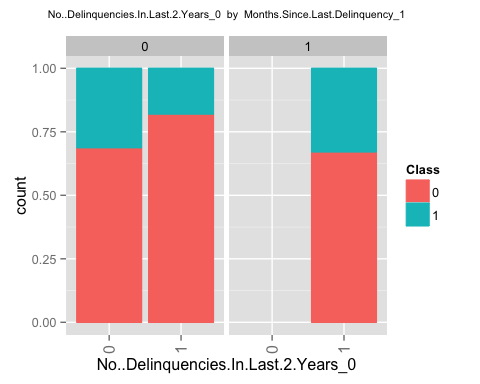 No..Delinquencies.In.Last.2.Years_0 by Months.Since.Last.Delinquency_1
0 1
1.00
0.75
0.50
0.25
0.00
count
0 1 0 1
No..Delinquencies.In.Last.2.Years_0
Class
0
1